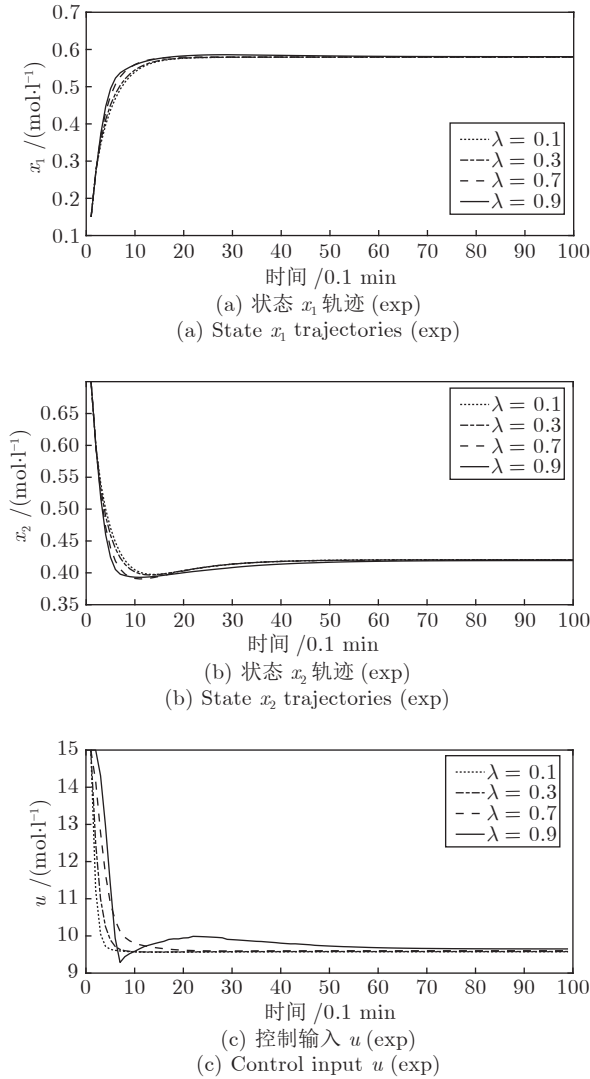 0.7
0.6
0.5
0.4
0.3
0.2
0.1
x₁ /(mol·l⁻¹)
λ = 0.1
λ = 0.3
λ = 0.7
λ = 0.9
0 10 20 30 40 50 60 70 80 90 100
时间 /0.1 min
(a) 状态 x₁ 轨迹 (exp)
(a) State x₁ trajectories (exp)
0.65
0.60
0.55
0.50
0.45
0.40
0.35
x₂ /(mol·l⁻¹)
λ = 0.1
λ = 0.3
λ = 0.7
λ = 0.9
0 10 20 30 40 50 60 70 80 90 100
时间 /0.1 min
(b) 状态 x₂ 轨迹 (exp)
(b) State x₂ trajectories (exp)
15
14
13
12
11
10
9
u /(mol·l⁻¹)
λ = 0.1
λ = 0.3
λ = 0.7
λ = 0.9
0 10 20 30 40 50 60 70 80 90 100
时间 /0.1 min
(c) 控制输入 u (exp)
(c) Control input u (exp)